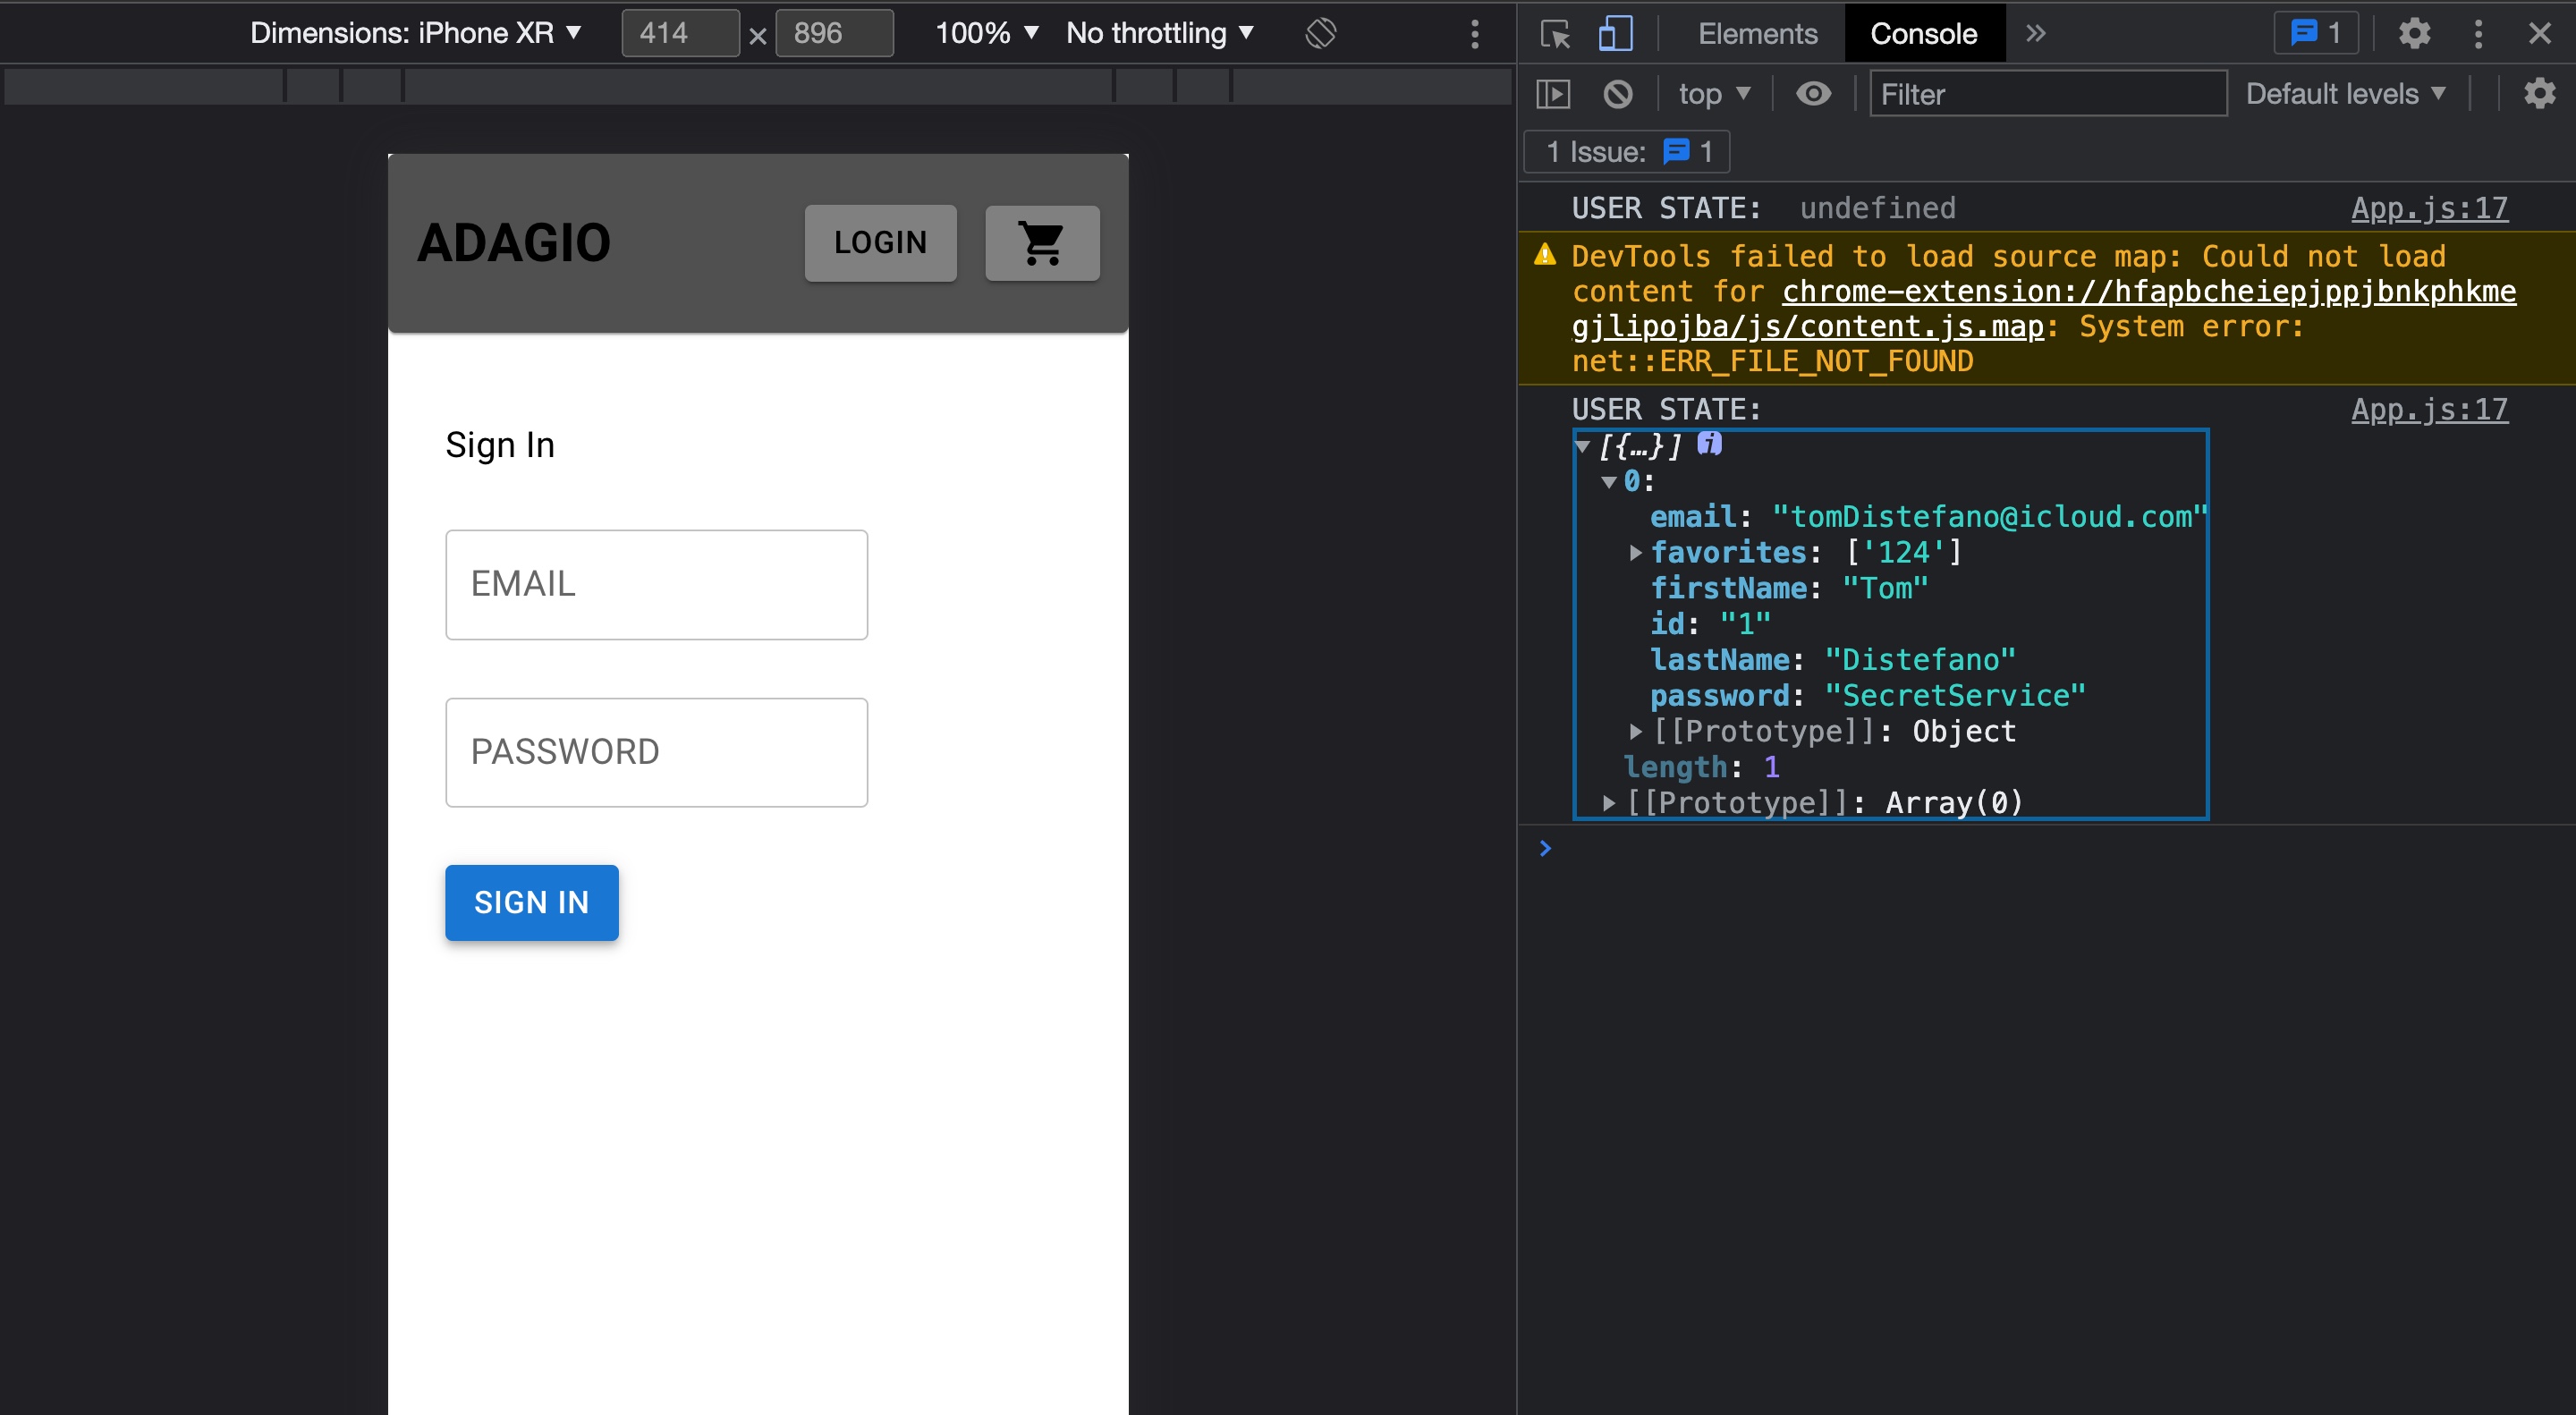 Dimensions: iPhone XR ▼ 414 × 896 100% ▼ No throttling ▼
Elements Console » 1
top ▼ Filter Default levels ▼
1 Issue: 1
ADAGIO LOGIN
Sign In
EMAIL
PASSWORD
SIGN IN
USER STATE: undefined App.js:17
DevTools failed to load source map: Could not load
content for chrome-extension://hfapbcheiepjppjbnkphkme
gjlipojba/js/content.js.map: System error:
net::ERR_FILE_NOT_FOUND
USER STATE: App.js:17
▼[{…}] i
▼0:
email: "tomDistefano@icloud.com"
▶favorites: ['124']
firstName: "Tom"
id: "1"
lastName: "Distefano"
password: "SecretService"
▶[[Prototype]]: Object
length: 1
▶[[Prototype]]: Array(0)
>